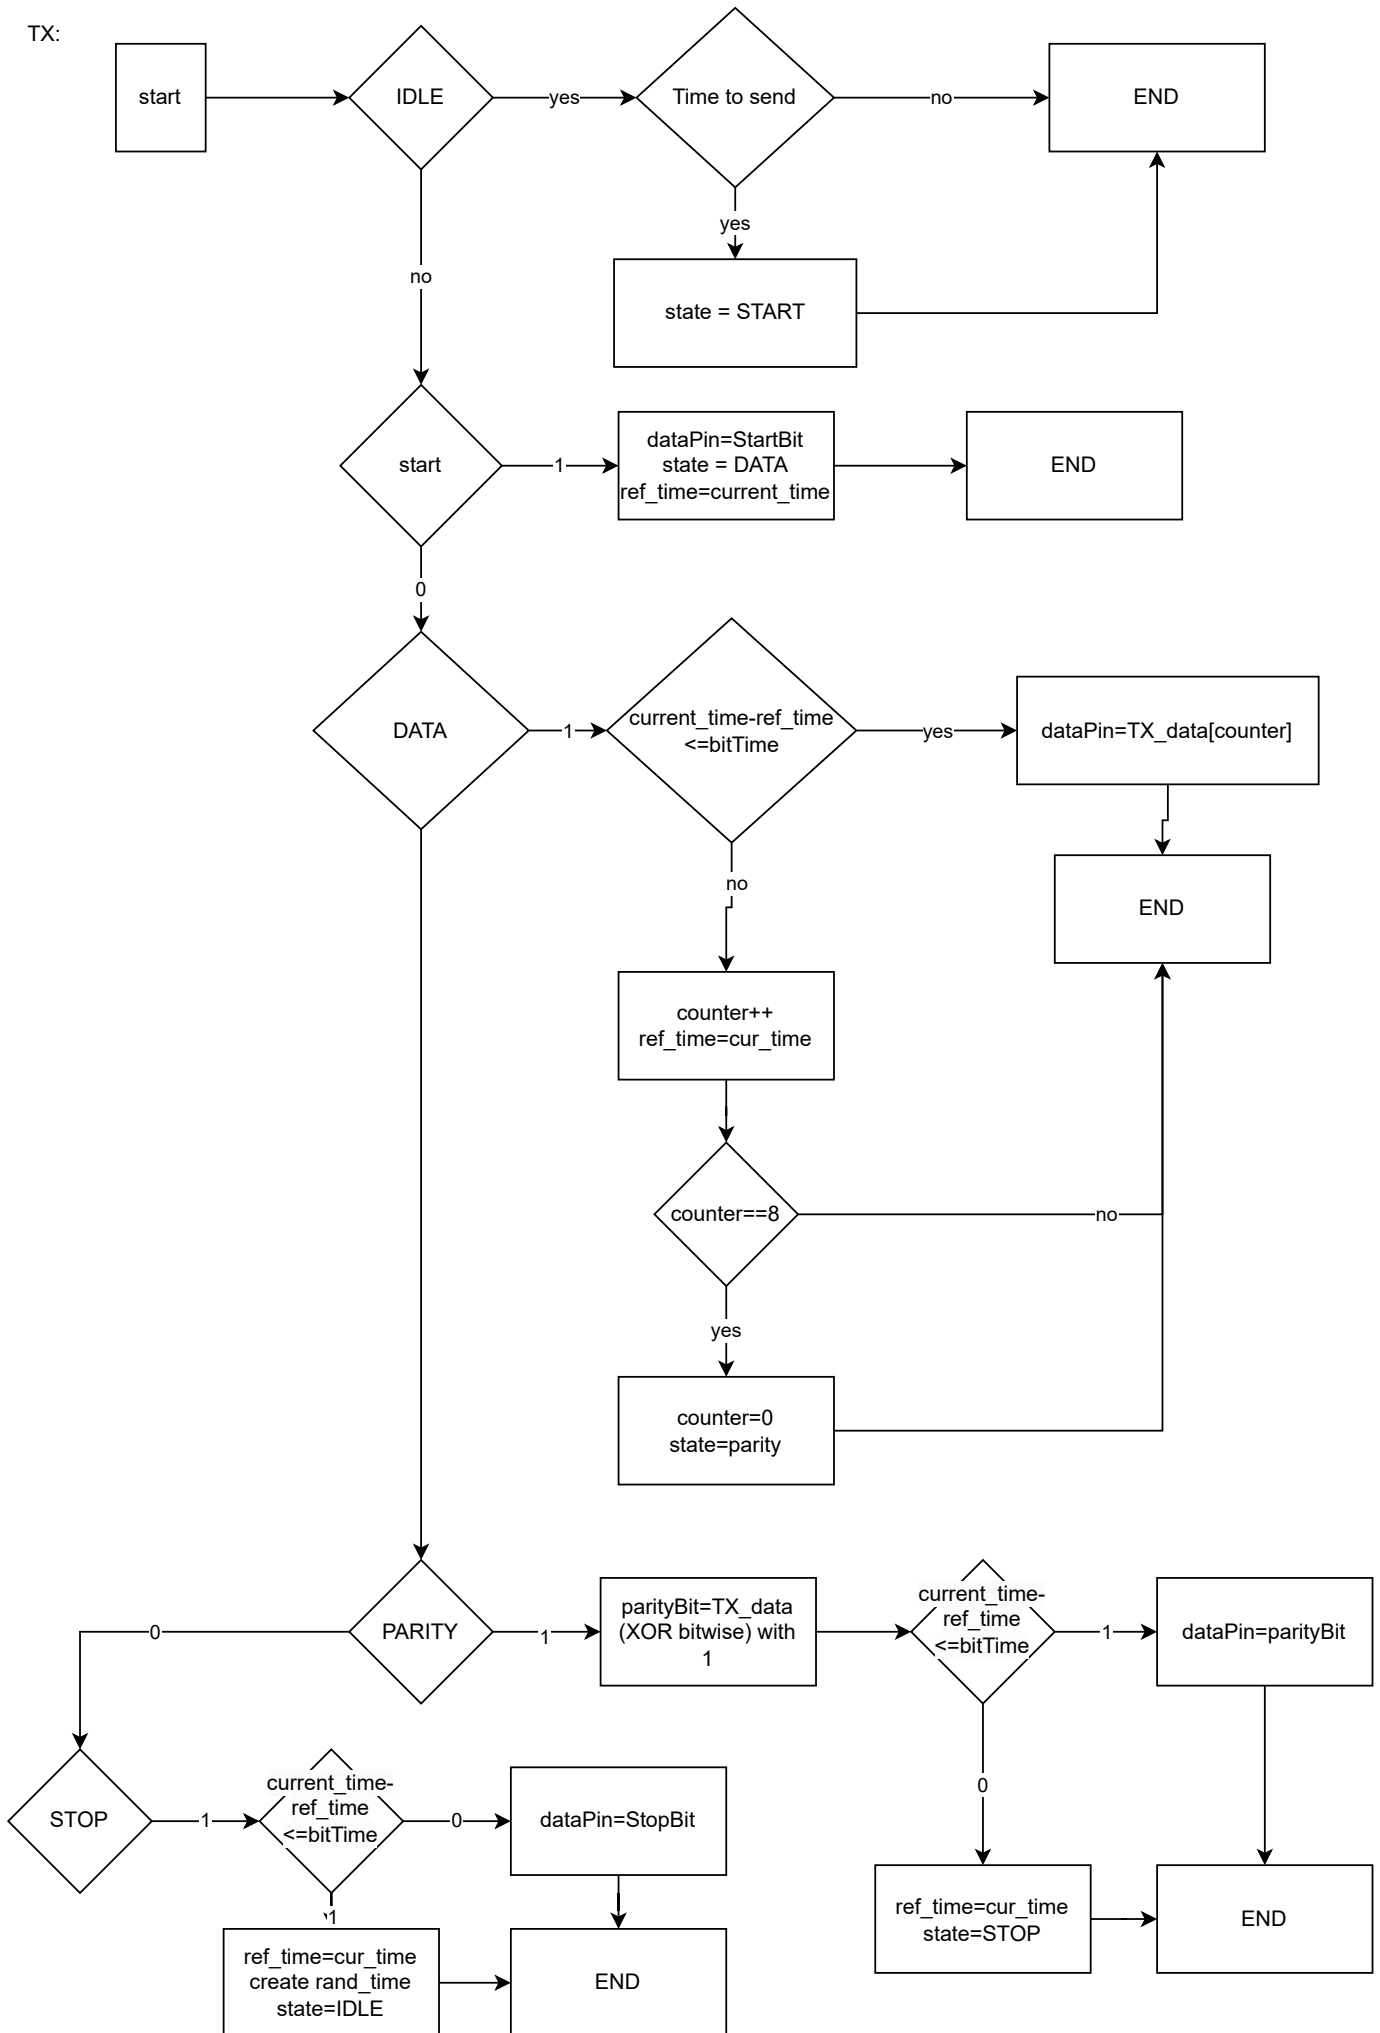 TX:
start
IDLE
yes
Time to send
no
END
yes
no
state = START
start
1
dataPin=StartBit
state = DATA
ref_time=current_time
END
0
DATA
1
current_time-ref_time
<=bitTime
yes
dataPin=TX_data[counter]
no
END
counter++
ref_time=cur_time
counter==8
no
yes
counter=0
state=parity
0
PARITY
1
parityBit=TX_data
(XOR bitwise) with
1
current_time-
ref_time
<=bitTime
1
dataPin=parityBit
0
STOP
1
current_time-
ref_time
<=bitTime
0
dataPin=StopBit
1
ref_time=cur_time
state=STOP
END
ref_time=cur_time
create rand_time
state=IDLE
END